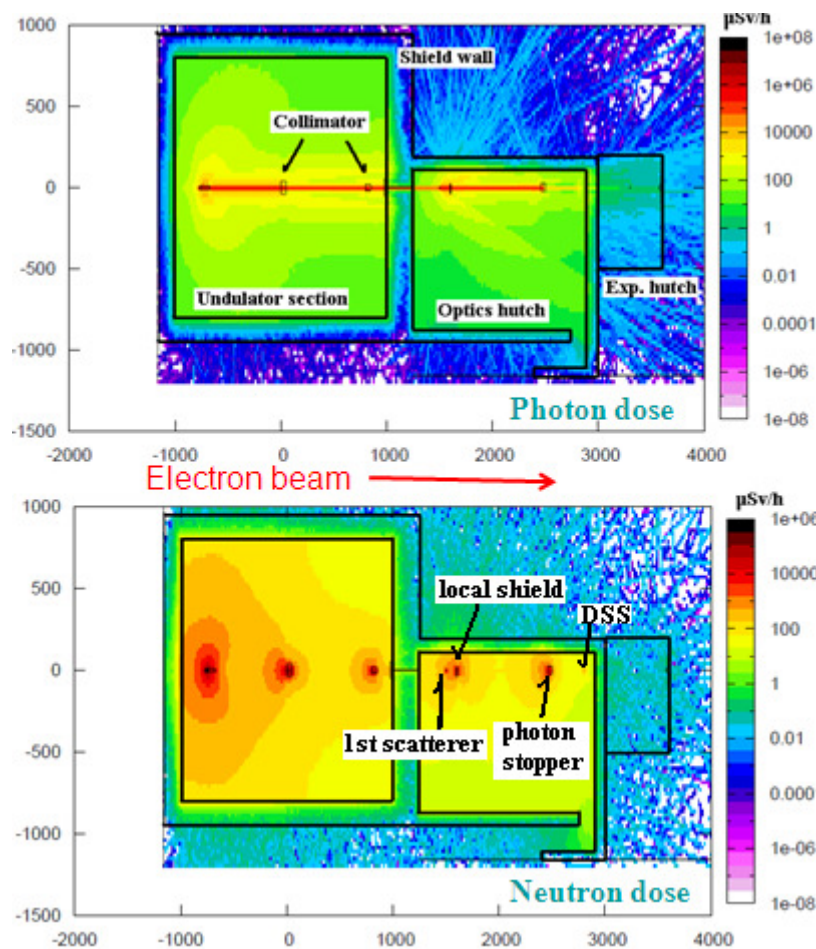 µSv/h
1000
500
0
-500
-1000
-1500
Shield wall
Collimator
Undulator section
Optics hutch
Exp. hutch
Photon dose
1e+08
1e+06
10000
100
1
0.01
0.0001
1e-06
1e-08
-2000 -1000 0 1000 2000 3000 4000
Electron beam
µSv/h
1000
500
0
-500
-1000
-1500
local shield
DSS
1st scatterer
photon
stopper
Neutron dose
1e+06
10000
100
1
0.01
0.000
1e-06
1e-08
-2000 -1000 0 1000 2000 3000 4000